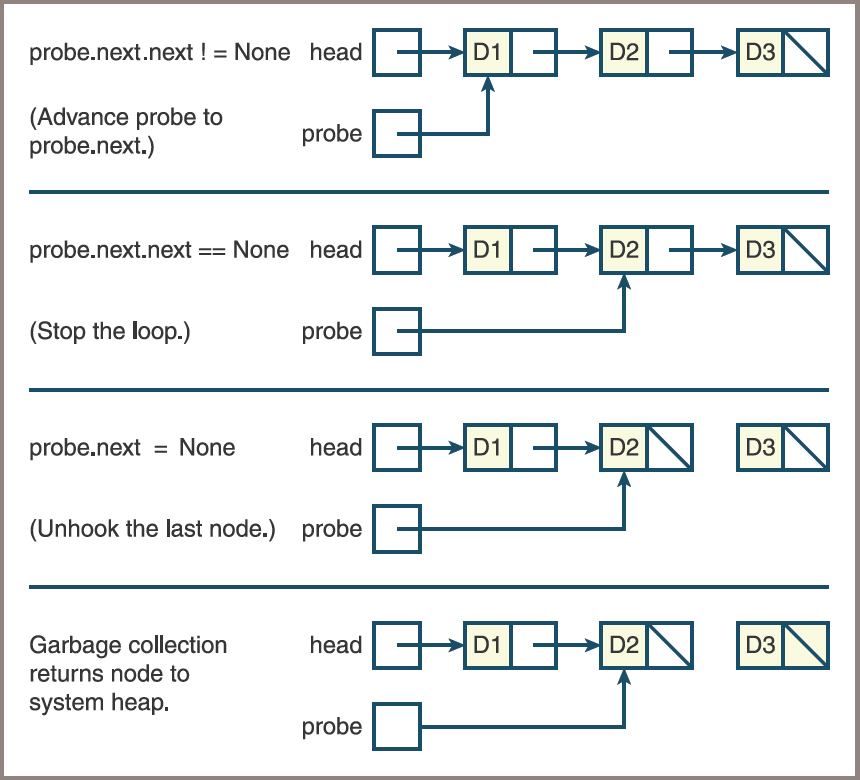 probe.next.next ! = None head D1 D2 D3
(Advance probe to
probe.next.) probe
probe.next.next == None head D1 D2 D3
(Stop the loop.) probe
probe.next = None head D1 D2 D3
(Unhook the last node.) probe
Garbage collection head D1 D2 D3
returns node to
system heap.
probe